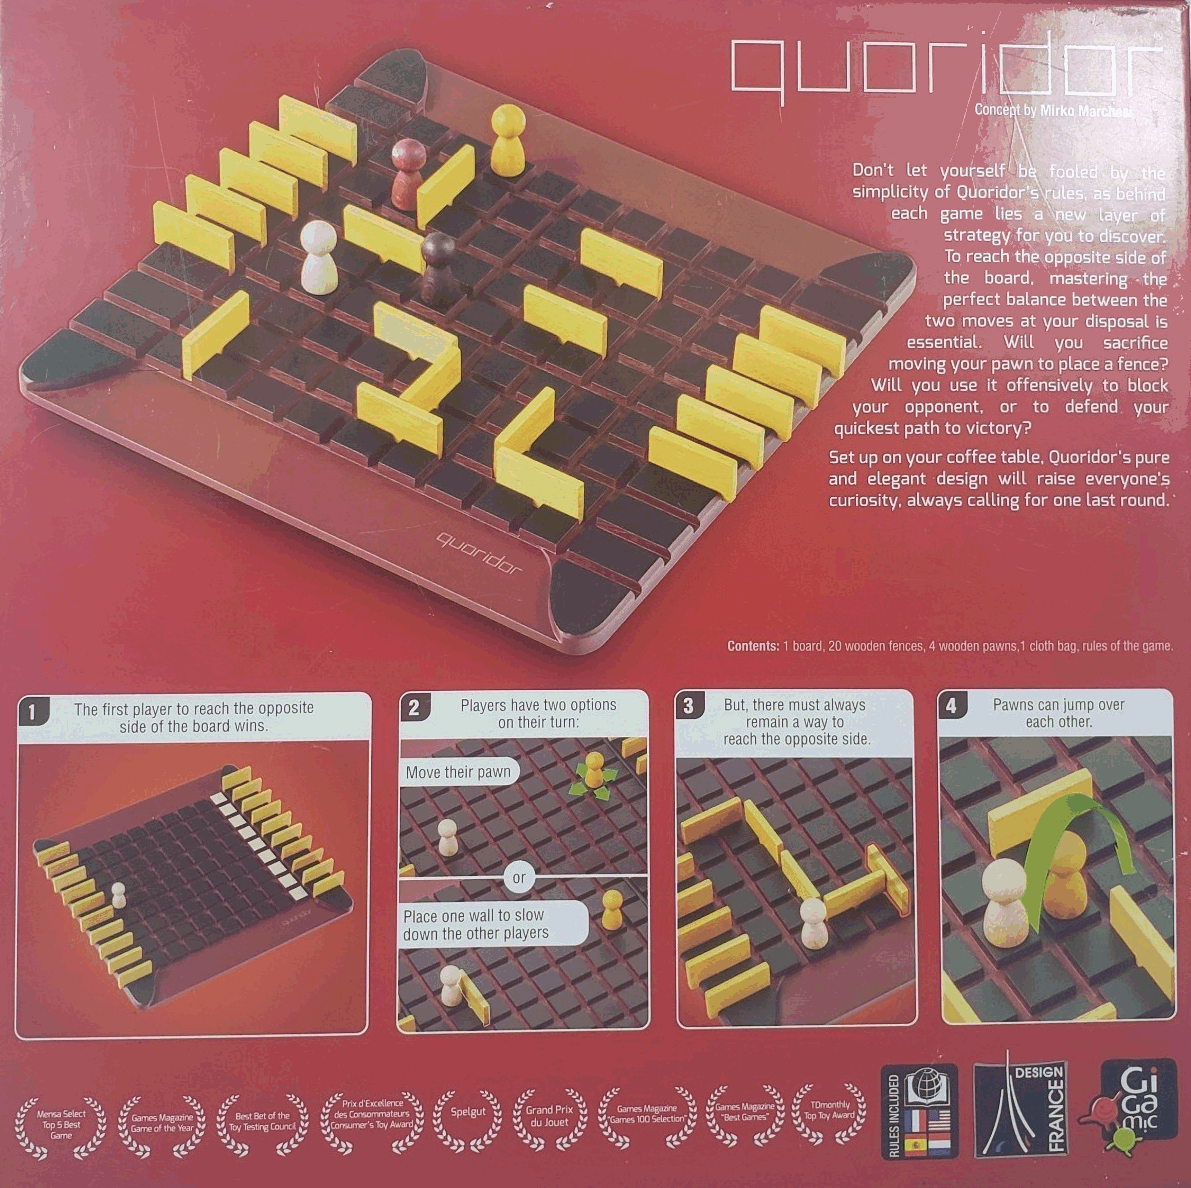 quoridor
®
Concept by Mirko Marchesi
Don't let yourself be fooled by the
simplicity of Quoridor's rules, as behind
each game lies a new layer of
strategy for you to discover.
To reach the opposite side of
the board, mastering the
perfect balance between the
two moves at your disposal is
essential. Will you sacrifice
moving your pawn to place a fence?
Will you use it offensively to block
your opponent, or to defend your
quickest path to victory?
Set up on your coffee table, Quoridor's pure
and elegant design will raise everyone's
curiosity, always calling for one last round.
quoridor
Contents: 1 board, 20 wooden fences, 4 wooden pawns,1 cloth bag, rules of the game.
1
The first player to reach the opposite
side of the board wins.
quoridor
2
Players have two options
on their turn:
Move their pawn
or
Place one wall to slow
down the other players
3
But, there must always
remain a way to
reach the opposite side.
4
Pawns can jump over
each other.
Mensa Select
Top 5 Best
Game
Games Magazine
Game of the Year
Best Bet of the
Toy Testing Council
Prix d'Excellence
des Consommateurs
Consumer's Toy Award
Spelgut
Grand Prix
du Jouet
Games Magazine
"Games 100 Selection"
Games Magazine
"Best Games"
TDmonthly
Top Toy Award
RULES INCLUDED
DESIGN
FRANCE
Gi
Ga
mic